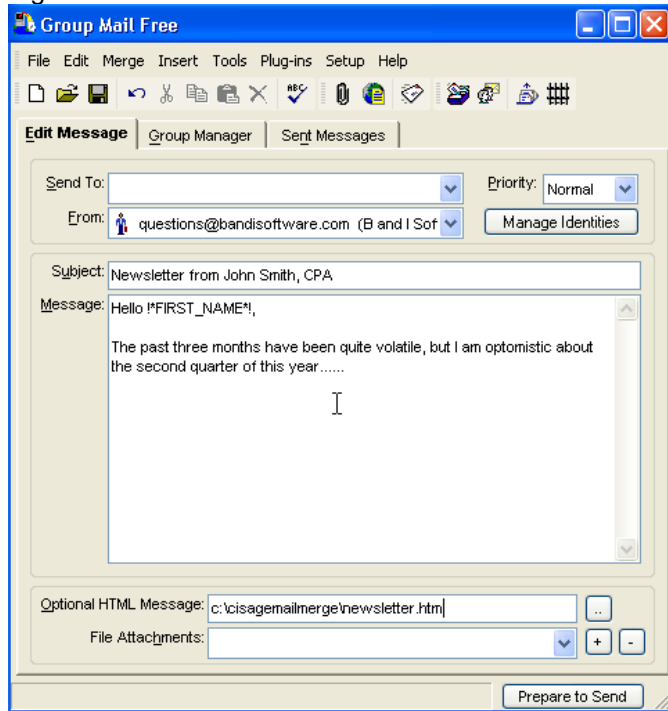 Group Mail Free
File Edit Merge Insert Tools Plug-ins Setup Help
ABC
Edit Message Group Manager Sent Messages
Send To: Priority: Normal
From: questions@bandisoftware.com (B and I Sof Manage Identities
Subject: Newsletter from John Smith, CPA
Message: Hello !*FIRST_NAME*!,
The past three months have been quite volatile, but I am optomistic about
the second quarter of this year......
Optional HTML Message: c:\cisagemailmerge\newsletter.htm ..
File Attachments: + -
Prepare to Send